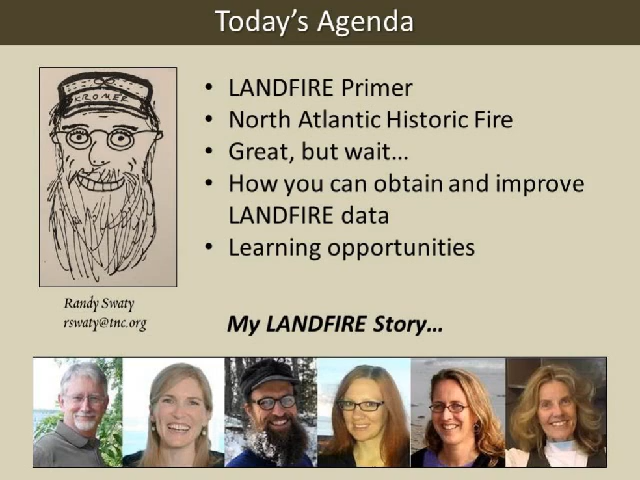 Today's Agenda
KROMER
• LANDFIRE Primer
• North Atlantic Historic Fire
• Great, but wait...
• How you can obtain and improve
LANDFIRE data
• Learning opportunities
Randy Swaty
rswaty@tnc.org
My LANDFIRE Story...